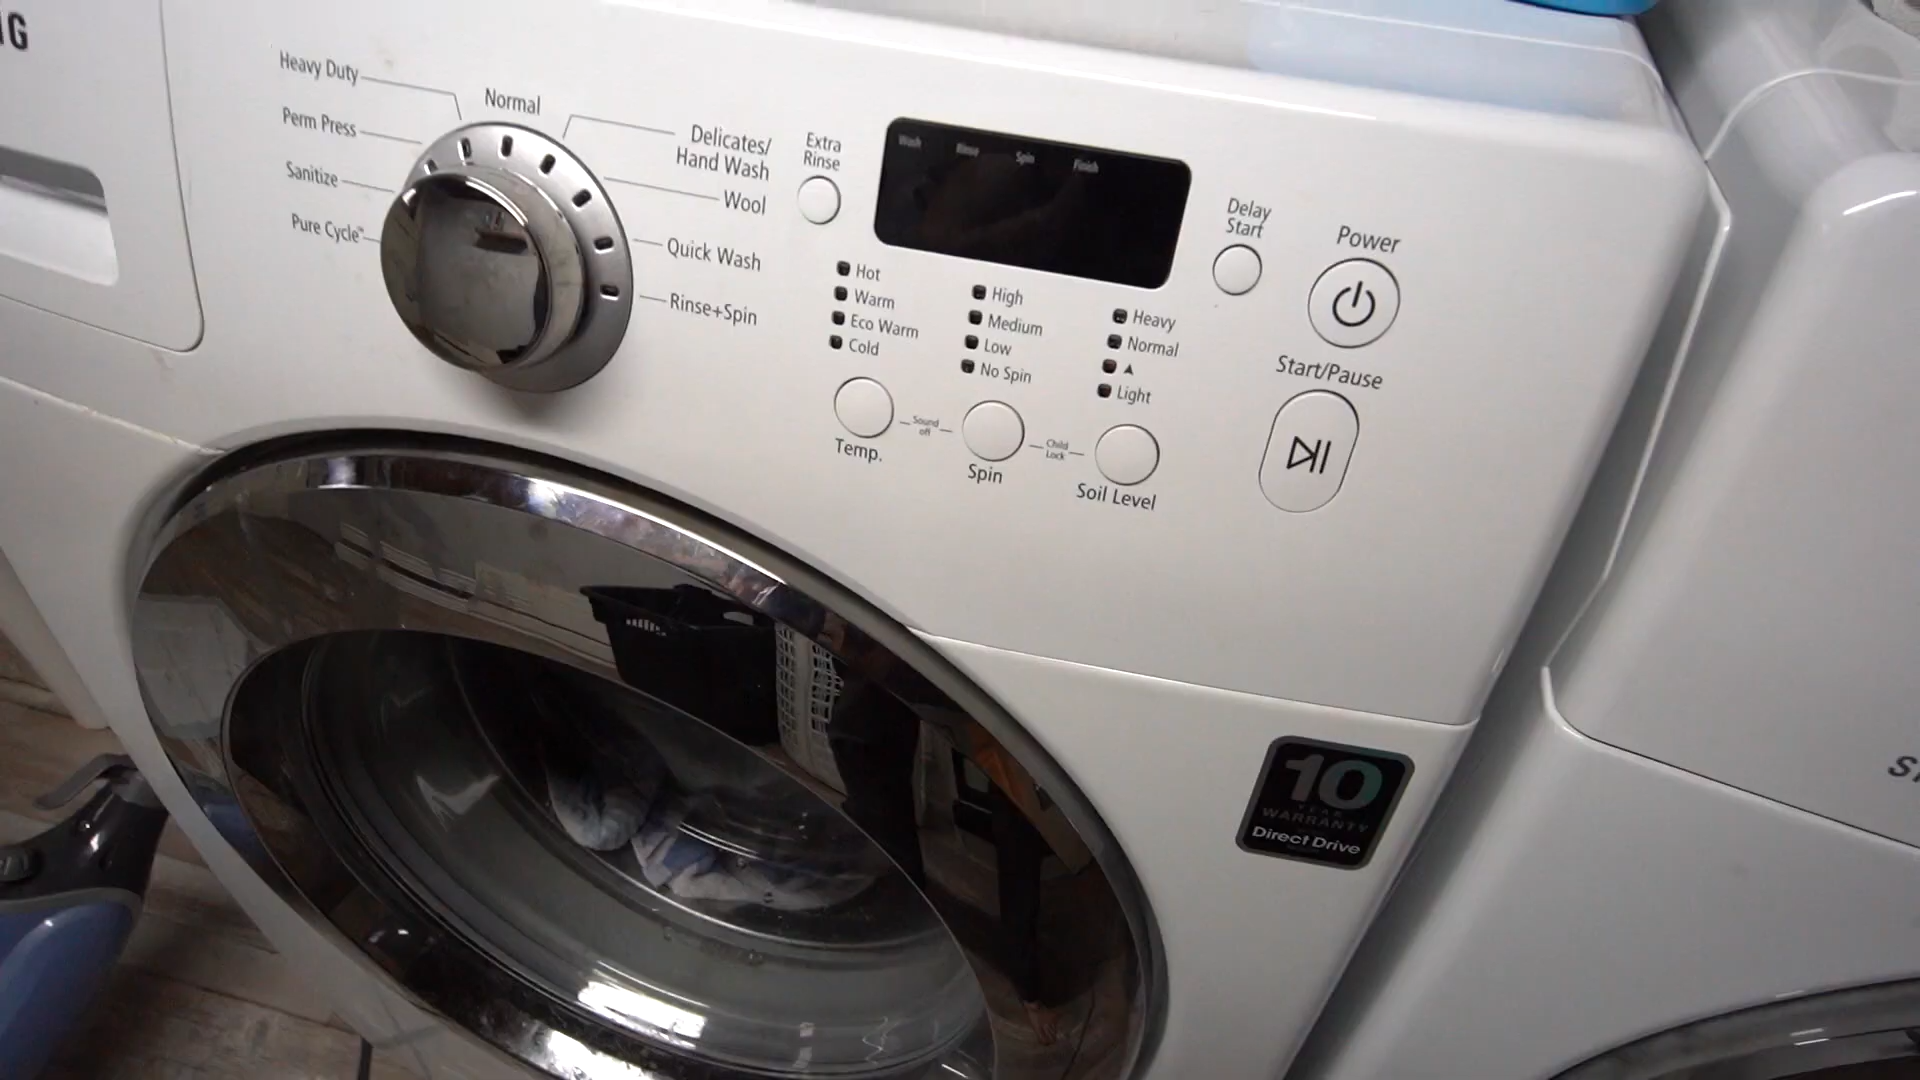 NG
Heavy Duty
Normal
Perm Press
Delicates/
Hand Wash
Sanitize
Wool
Pure Cycle™
Quick Wash
Rinse+Spin
Extra
Rinse
Wash Rinse Spin Finish
Delay
Start
Power
Hot
Warm
Eco Warm
Cold
High
Medium
Low
No Spin
Heavy
Normal
Light
Start/Pause
Temp.
Sound
off
Spin
Child
Lock
Soil Level
10
YEAR
WARRANTY
Direct Drive